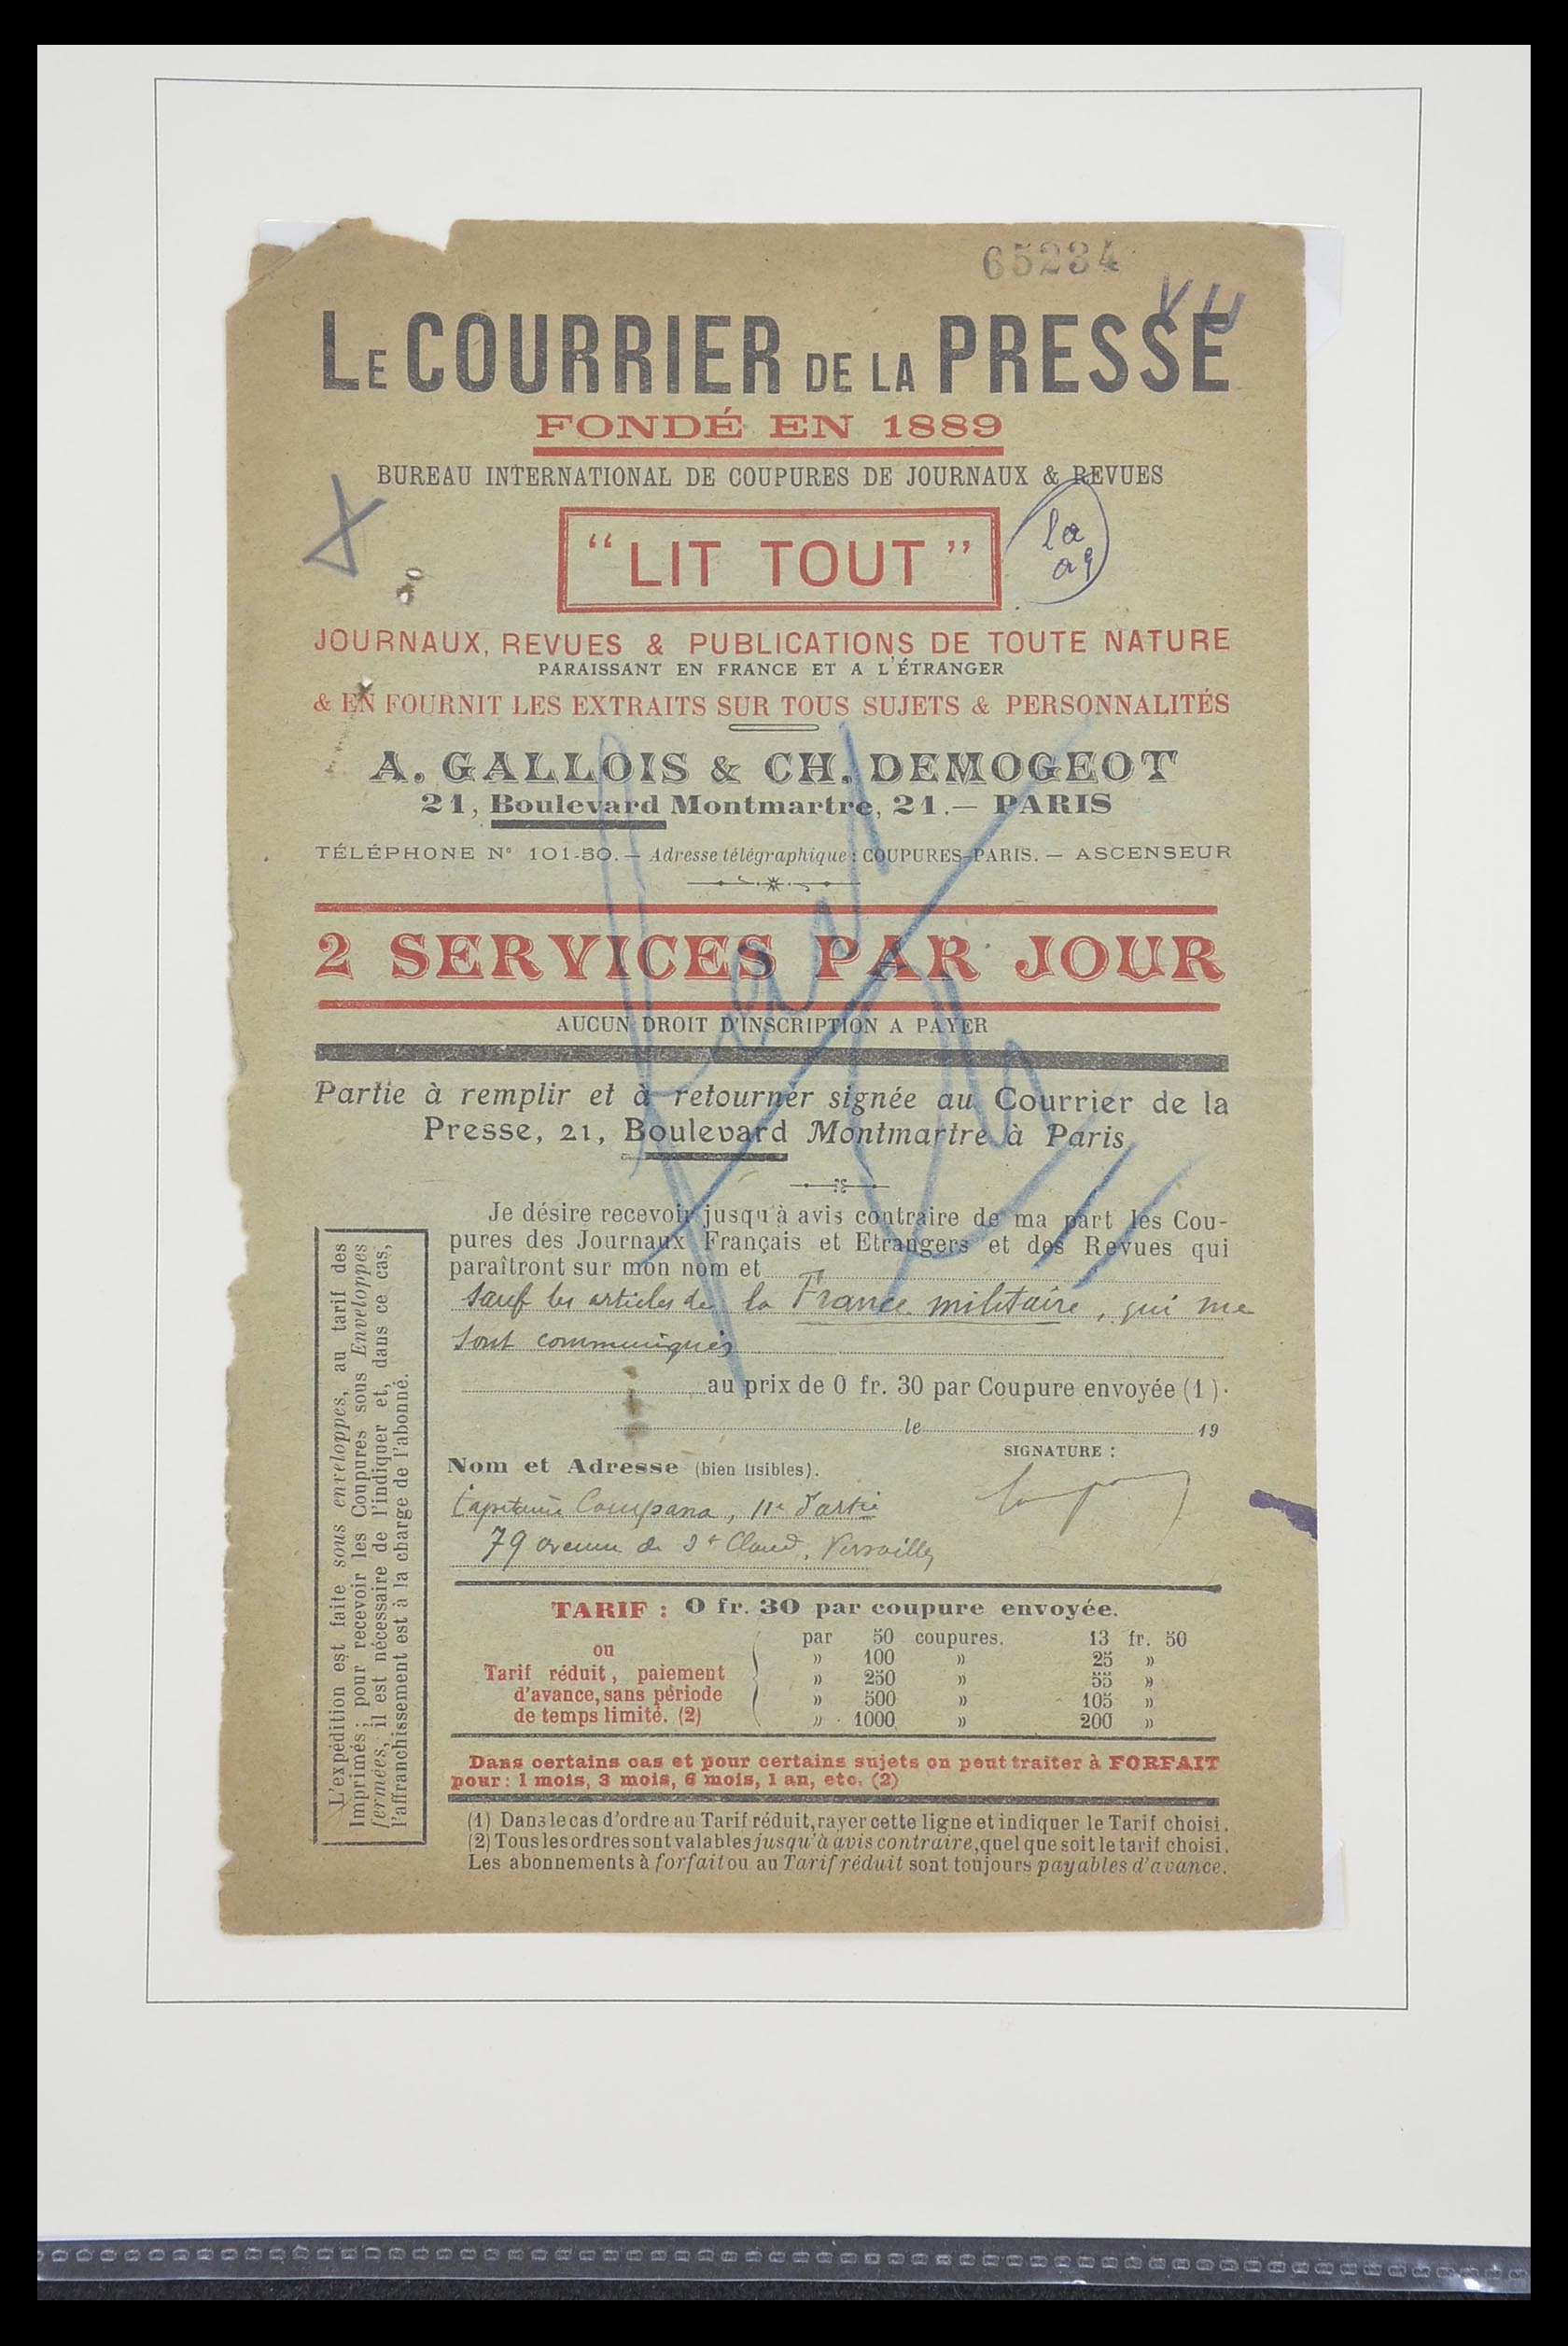 65234
VU
LE COURRIER DE LA PRESSE
FONDÉ EN 1889
BUREAU INTERNATIONAL DE COUPURES DE JOURNAUX & REVUES
“ LIT TOUT ”
JOURNAUX, REVUES & PUBLICATIONS DE TOUTE NATURE
PARAISSANT EN FRANCE ET A L'ÉTRANGER
& EN FOURNIT LES EXTRAITS SUR TOUS SUJETS & PERSONNALITÉS
A. GALLOIS & CH. DEMOGEOT
21, Boulevard Montmartre, 21.— PARIS
TÉLÉPHONE N° 101-50.— Adresse télégraphique : COUPURES-PARIS. — ASCENSEUR
2 SERVICES PAR JOUR
AUCUN DROIT D'INSCRIPTION A PAYER
Partie à remplir et à retourner signée au Courrier de la
Presse, 21, Boulevard Montmartre à Paris
Je désire recevoir jusqu'à avis contraire de ma part les Cou-
pures des Journaux Français et Etrangers et des Revues qui
paraîtront sur mon nom et
sauf les articles de la France militaire, qui me
sont communiqués
au prix de 0 fr. 30 par Coupure envoyée (1).
le 19
SIGNATURE :
Nom et Adresse (bien lisibles).
Capitaine Campana, 11e d'artie
79 avenue de St Cloud, Versailles
TARIF : 0 fr. 30 par coupure envoyée.
ou
Tarif réduit, paiement
d'avance, sans période
de temps limité. (2)
par 50 coupures. 13 fr. 50
» 100 » 25 »
» 250 » 55 »
» 500 » 105 »
» 1000 » 200 »
Dans certains cas et pour certains sujets on peut traiter à FORFAIT
pour : 1 mois, 3 mois, 6 mois, 1 an, etc. (2)
(1) Dans le cas d'ordre au Tarif réduit, rayer cette ligne et indiquer le Tarif choisi.
(2) Tous les ordres sont valables jusqu'à avis contraire, quel que soit le tarif choisi.
Les abonnements à forfait ou au Tarif réduit sont toujours payables d'avance.
L'expédition est faite sous enveloppes, au tarif des
Imprimés ; pour recevoir les Coupures sous Enveloppes
fermées, il est nécessaire de l'indiquer et, dans ce cas,
l'affranchissement est à la charge de l'abonné.